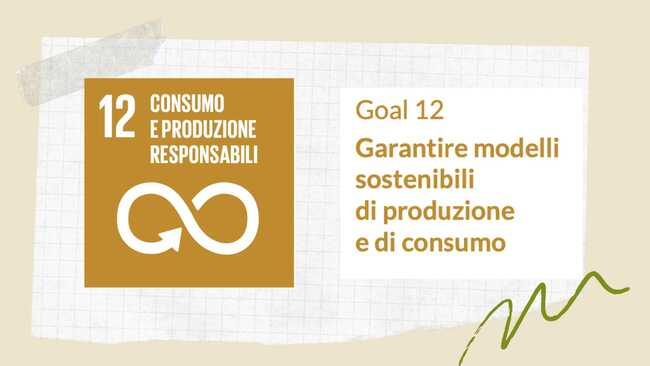 12
CONSUMO
E PRODUZIONE
RESPONSABILI
Goal 12
Garantire modelli
sostenibili
di produzione
e di consumo